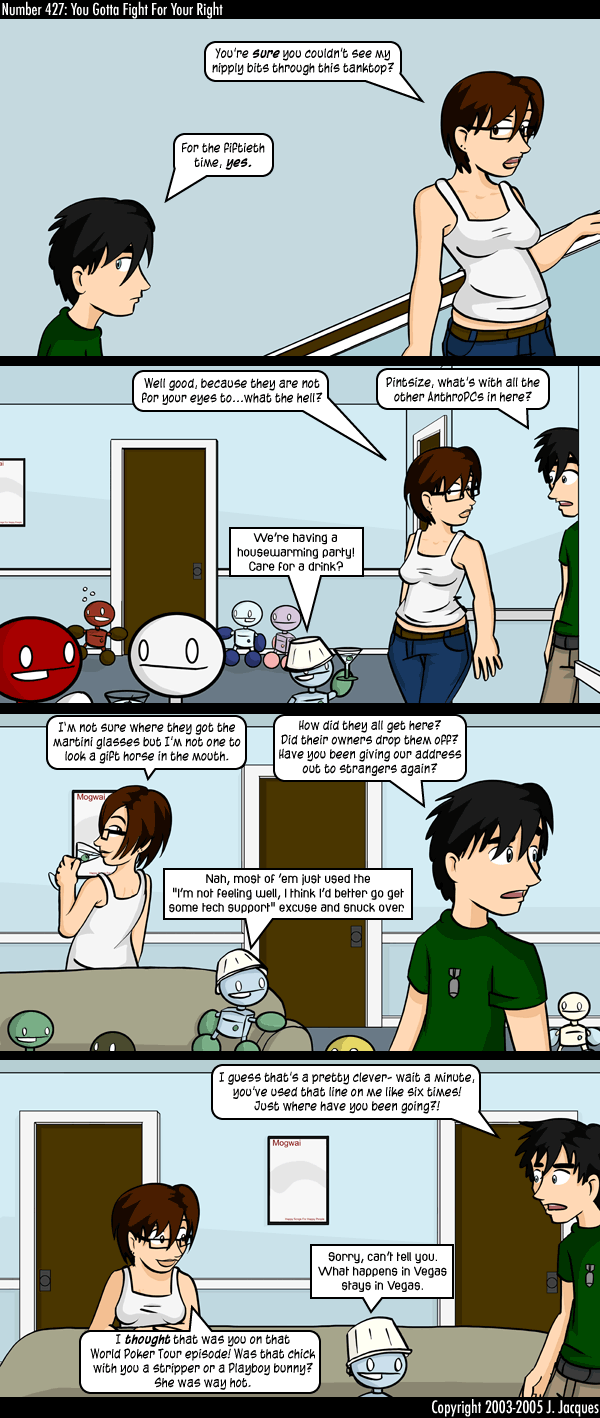 Number 427: You Gotta Fight For Your Right
You're sure you couldn't see my
nipply bits through this tanktop?
For the fiftieth
time, yes.
Well good, because they are not
for your eyes to...what the hell?
Pintsize, what's with all the
other AnthroPCs in here?
We're having a
housewarming party!
Care for a drink?
I'm not sure where they got the
martini glasses but I'm not one to
look a gift horse in the mouth.
How did they all get here?
Did their owners drop them off?
Have you been giving our address
out to strangers again?
Mogwai
Nah, most of 'em just used the
"I'm not feeling well, I think I'd better go get
some tech support" excuse and snuck over.
I guess that's a pretty clever- wait a minute,
you've used that line on me like six times!
Just where have you been going?!
Mogwai
Sorry, can't tell you.
What happens in Vegas
stays in Vegas.
I thought that was you on that
World Poker Tour episode! Was that chick
with you a stripper or a Playboy bunny?
She was way hot.
Copyright 2003-2005 J. Jacques